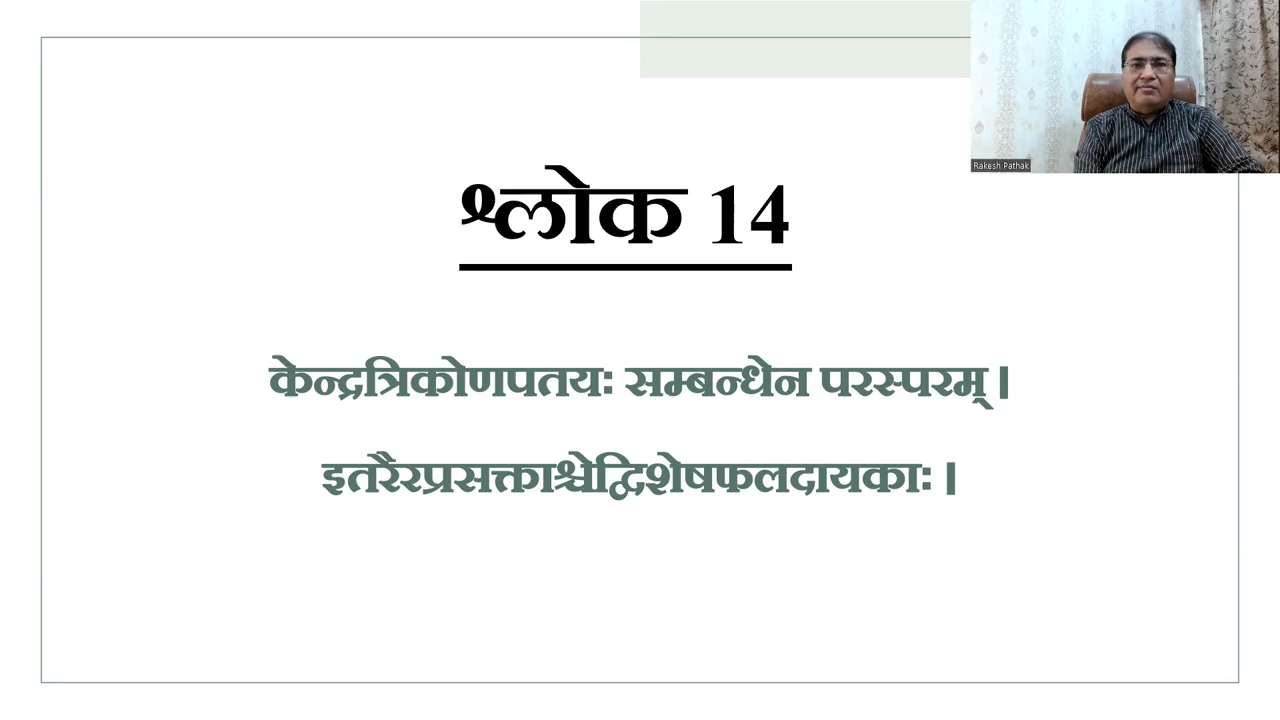 Rakesh Pathak
श्लोक 14
केन्द्रत्रिकोणपतयः सम्बन्धेन परस्परम् ।
इतरैरप्रसक्ताश्चेद्विशेषफलदायकाः ।